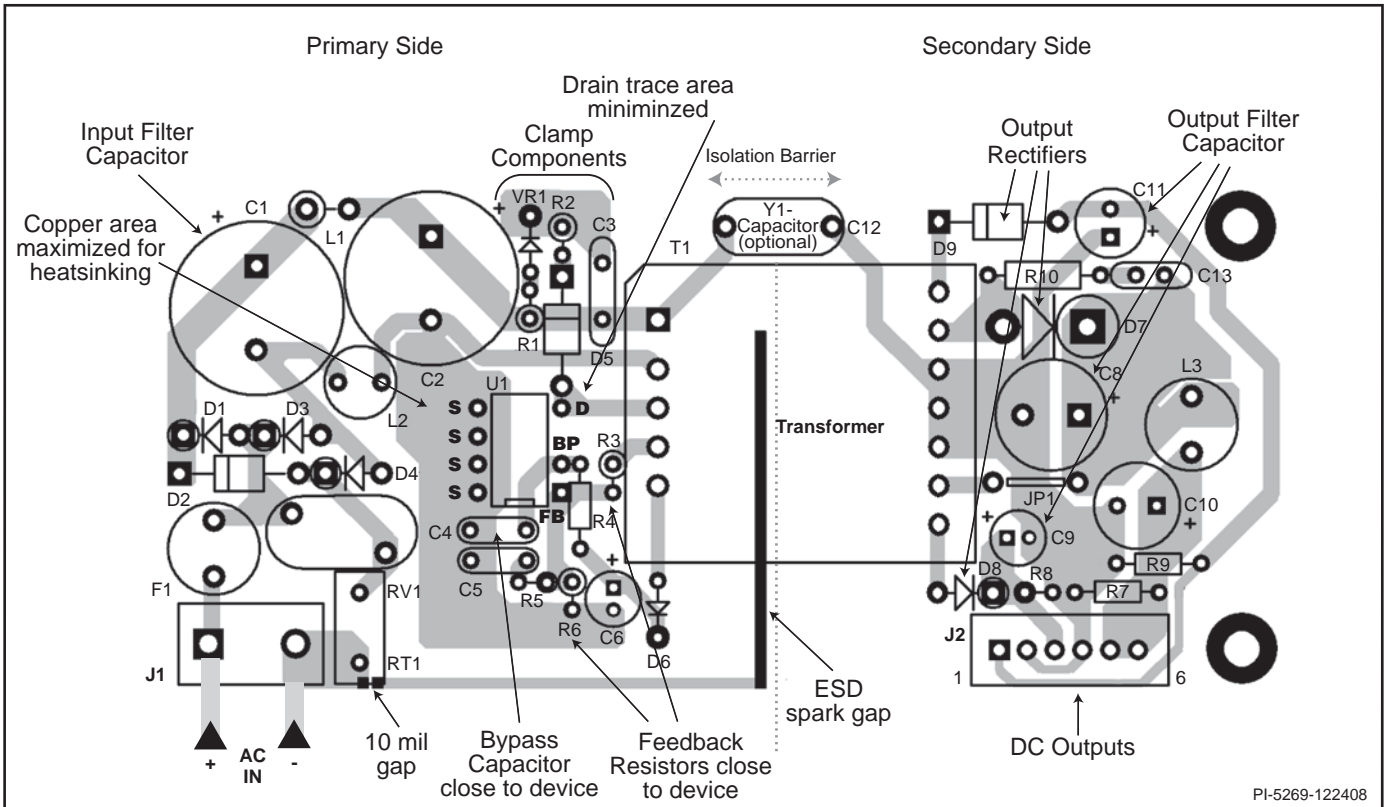 Primary Side
Secondary Side
Drain trace area
miniminzed
Input Filter
Capacitor
Clamp
Components
Isolation Barrier
Output
Rectifiers
Output Filter
Capacitor
Copper area
maximized for
heatsinking
+
C1
L1
+
VR1
R2
C3
Y1-
Capacitor
(optional)
C12
T1
D9
C11
+
R10
C13
R1
D5
D7
C2
L2
U1
C8
+
L3
D1
D3
S
S
S
S
D
BP
FB
R3
R4
Transformer
D2
D4
JP1
C10
+
C4
C5
+
C9
F1
RV1
R5
R6
+
C6
D6
D8
R8
R9
R7
J1
RT1
J2
1
6
+
AC
IN
-
10 mil
gap
Bypass
Capacitor
close to device
Feedback
Resistors close
to device
ESD
spark gap
DC Outputs
PI-5269-122408